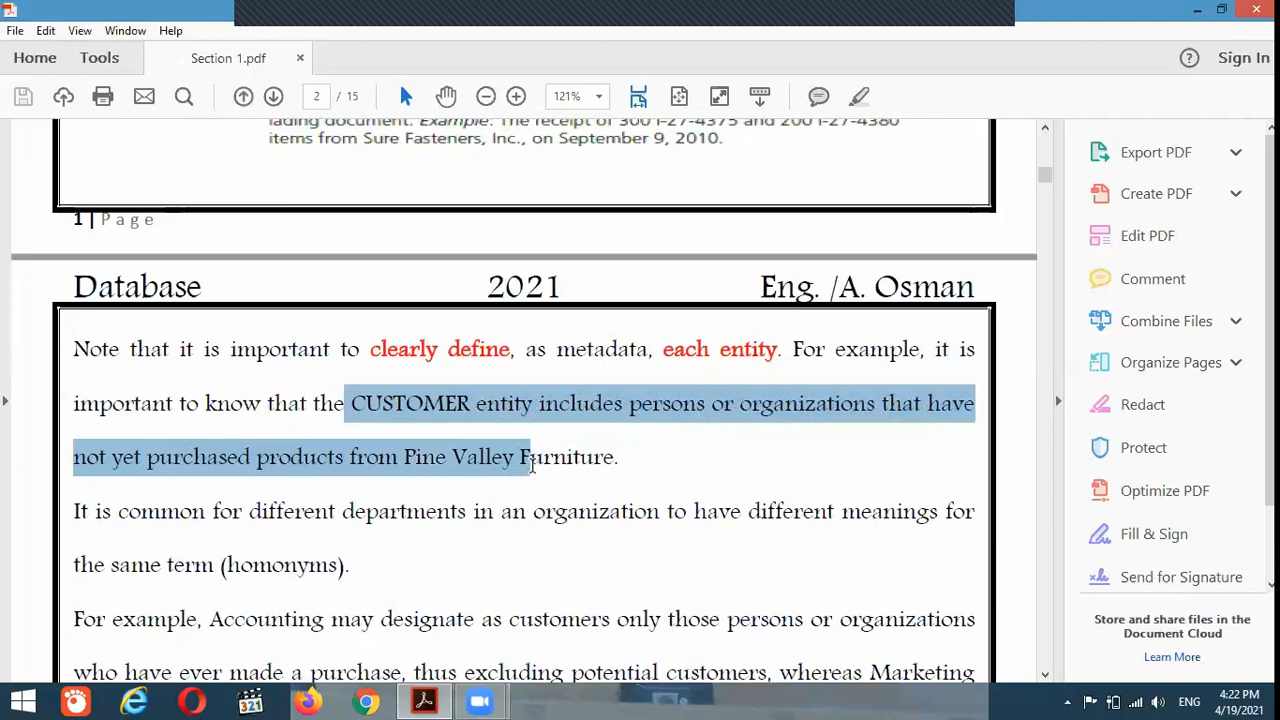 File Edit View Window Help
Home Tools Section 1.pdf × Sign In
2 / 15 121%
lading document. Example: The receipt of 300 I-27-4375 and 200 I-27-4380
items from Sure Fasteners, Inc., on September 9, 2010.
1 | Page
Database 2021 Eng. /A. Osman
Note that it is important to clearly define, as metadata, each entity. For example, it is
important to know that the CUSTOMER entity includes persons or organizations that have
not yet purchased products from Pine Valley Furniture.
It is common for different departments in an organization to have different meanings for
the same term (homonyms).
For example, Accounting may designate as customers only those persons or organizations
who have ever made a purchase, thus excluding potential customers, whereas Marketing
Export PDF
Create PDF
Edit PDF
Comment
Combine Files
Organize Pages
Redact
Protect
Optimize PDF
Fill & Sign
Send for Signature
Store and share files in the
Document Cloud
Learn More
321
ENG
4:22 PM
4/19/2021